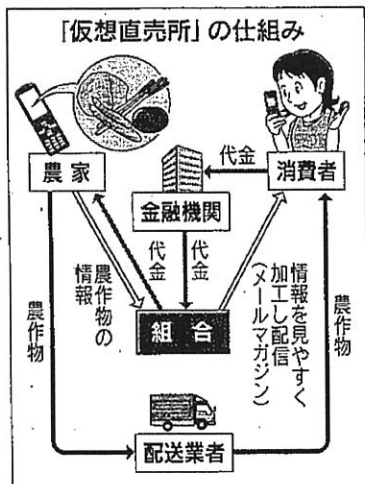 「仮想直売所」の仕組み
農家
代金
消費者
金融機関
代金
代金
農作物の
情報
組合
情報を見やすく
加工し配信
(メールマガジン)
農作物
農作物
配送業者